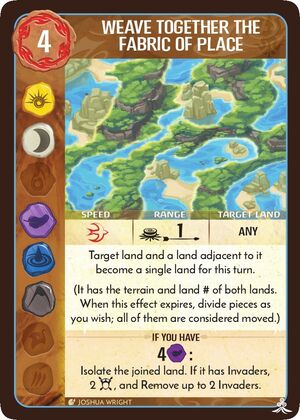 4
WEAVE TOGETHER THE
FABRIC OF PLACE
SPEED
RANGE
TARGET LAND
1
ANY
Target land and a land adjacent to it
become a single land for this turn.
(It has the terrain and land # of both lands.
When this effect expires, divide pieces as
you wish; all of them are considered moved.)
IF YOU HAVE
4 :
Isolate the joined land. If it has Invaders,
2 , and Remove up to 2 Invaders.
JOSHUA WRIGHT